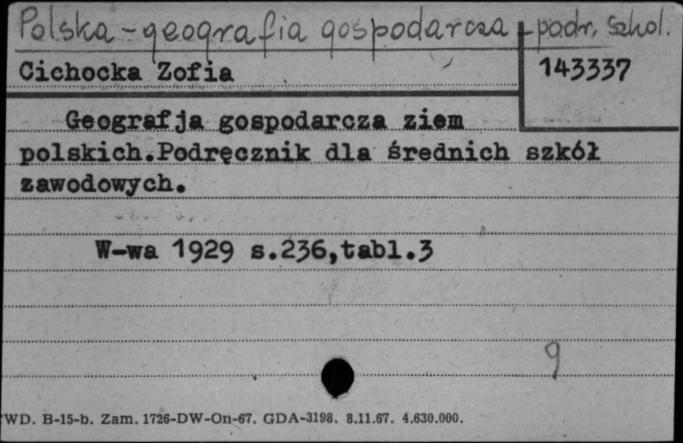 Polska - geografia gospodarcza - podr. szkol.
Cichocka Zofia
143337
Geografja gospodarcza ziem
polskich.Podręcznik dla średnich szkół
zawodowych.
W-wa 1929 s.236,tabl.3
9
WD. B-15-b. Zam. 1726-DW-On-67. GDA-3198. 8.11.67. 4.630.000.